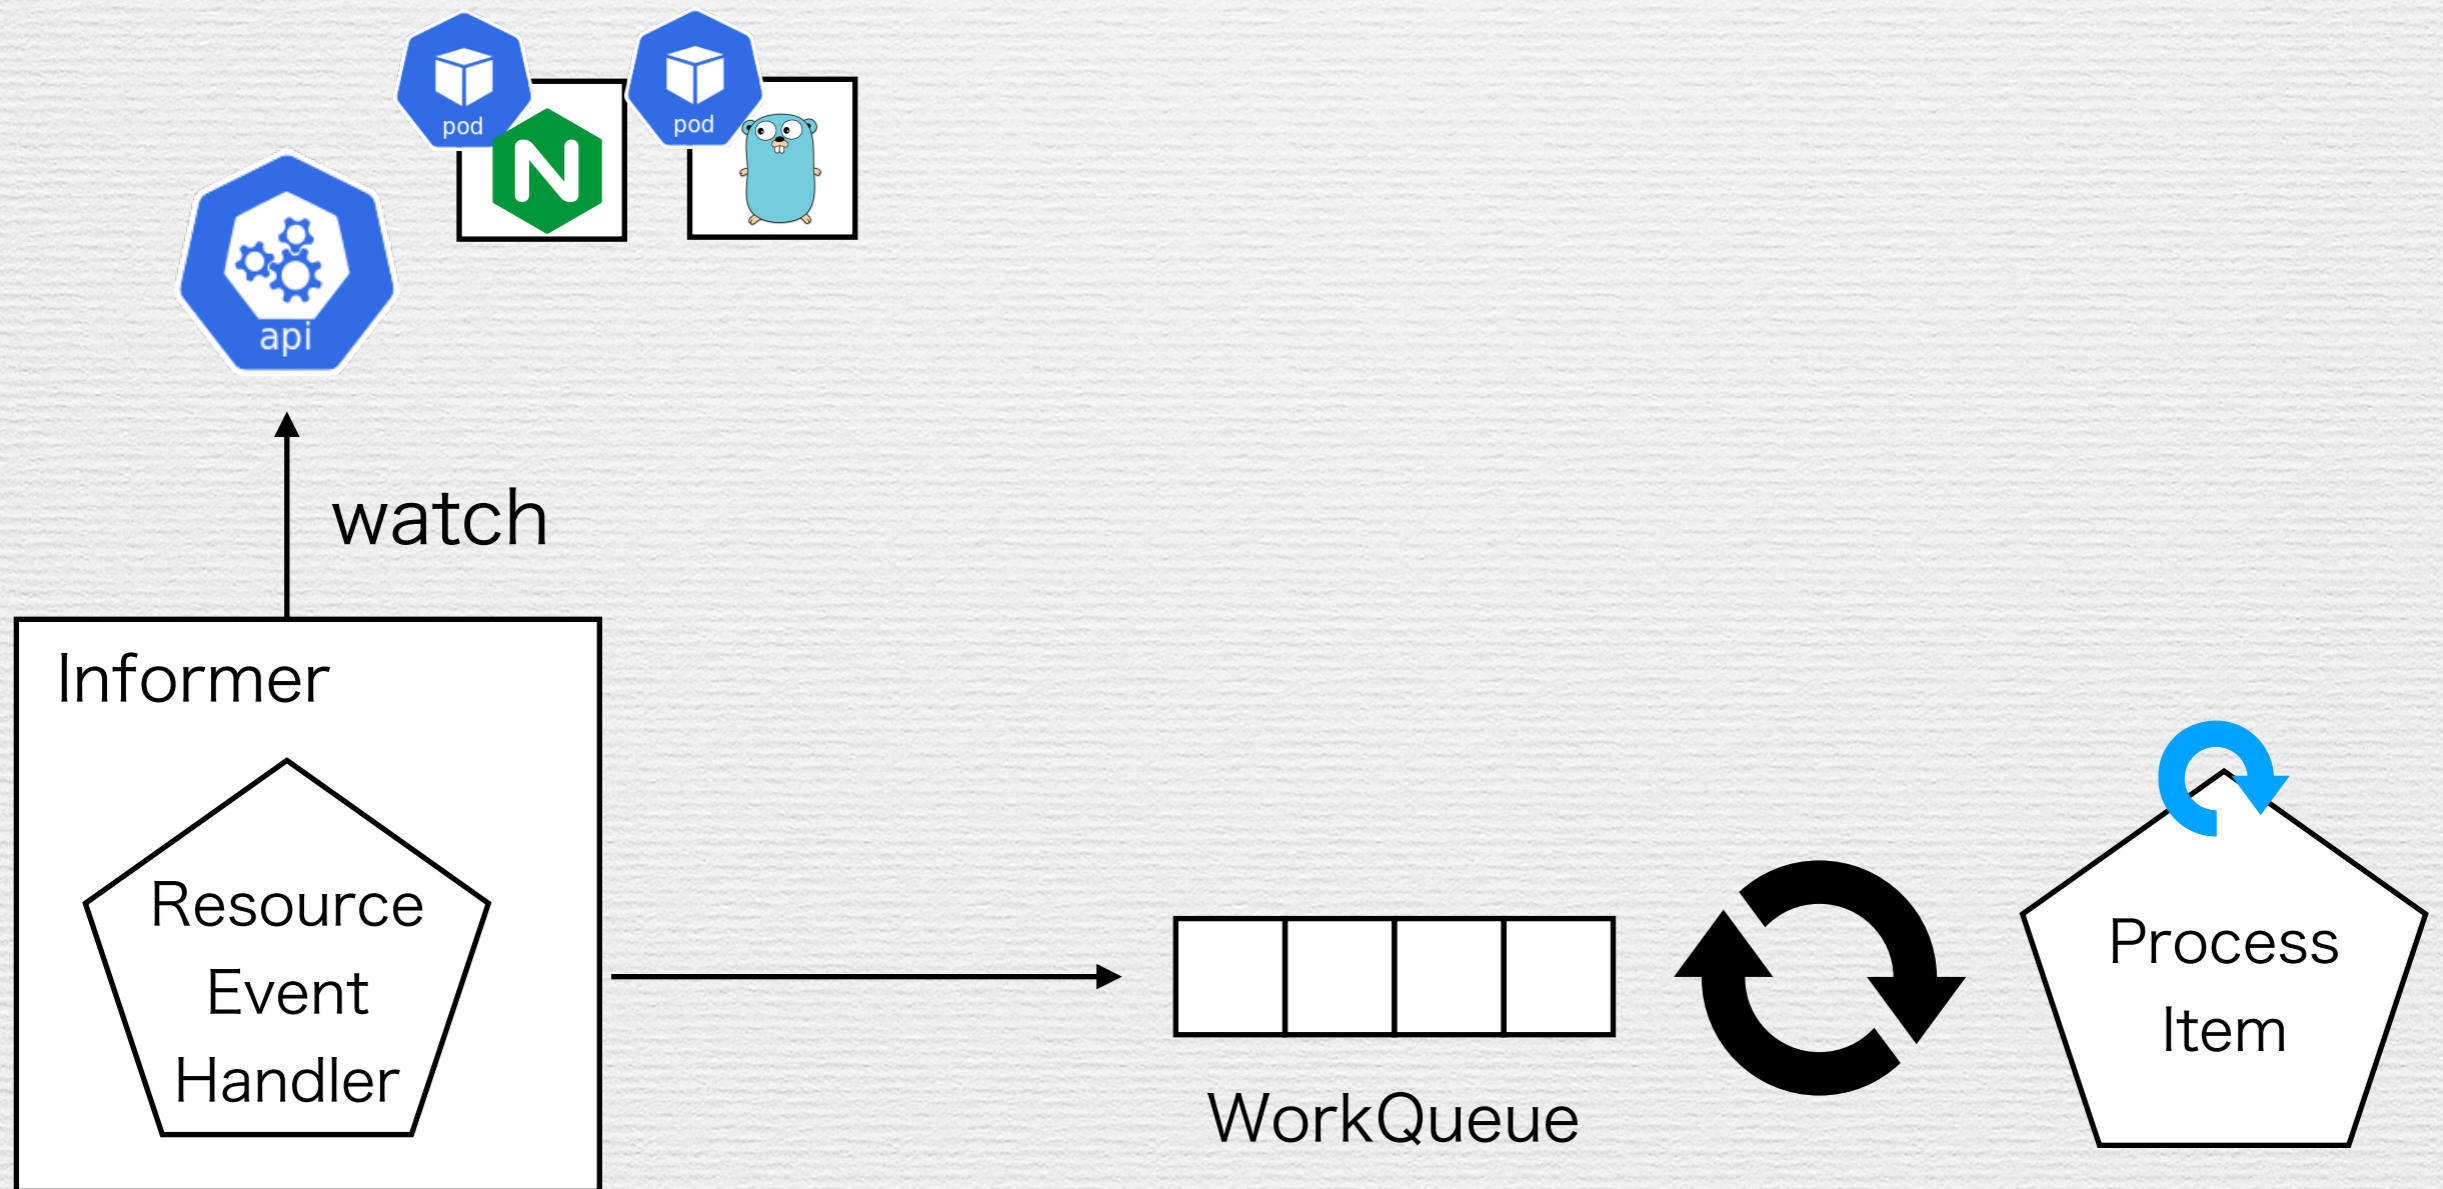 pod
pod
N
api
watch
Informer
Resource
Event
Handler
WorkQueue
Process
Item